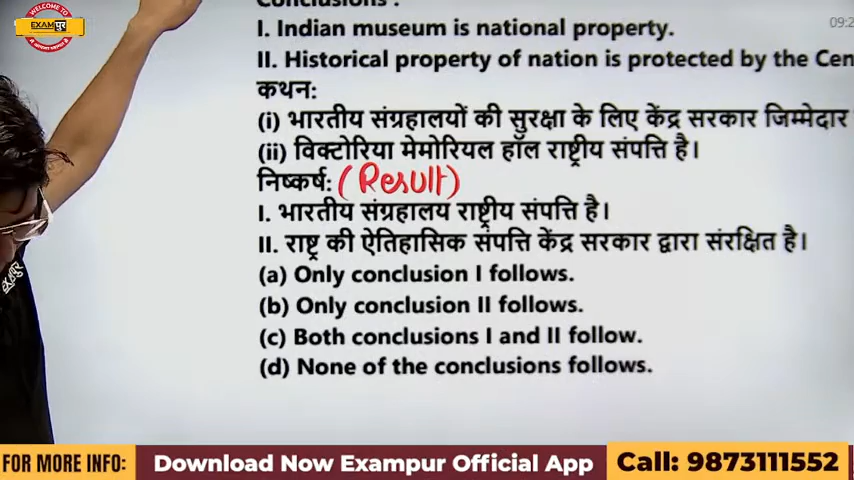 WELCOME TO
EXAMपुर
Conclusions :
I. Indian museum is national property.
09:2
II. Historical property of nation is protected by the Cen
कथन:
(i) भारतीय संग्रहालयों की सुरक्षा के लिए केंद्र सरकार जिम्मेदार
(ii) विक्टोरिया मेमोरियल हॉल राष्ट्रीय संपत्ति है।
निष्कर्ष: (Result)
I. भारतीय संग्रहालय राष्ट्रीय संपत्ति है।
II. राष्ट्र की ऐतिहासिक संपत्ति केंद्र सरकार द्वारा संरक्षित है।
(a) Only conclusion I follows.
(b) Only conclusion II follows.
(c) Both conclusions I and II follow.
(d) None of the conclusions follows.
FOR MORE INFO: Download Now Exampur Official App Call: 9873111552